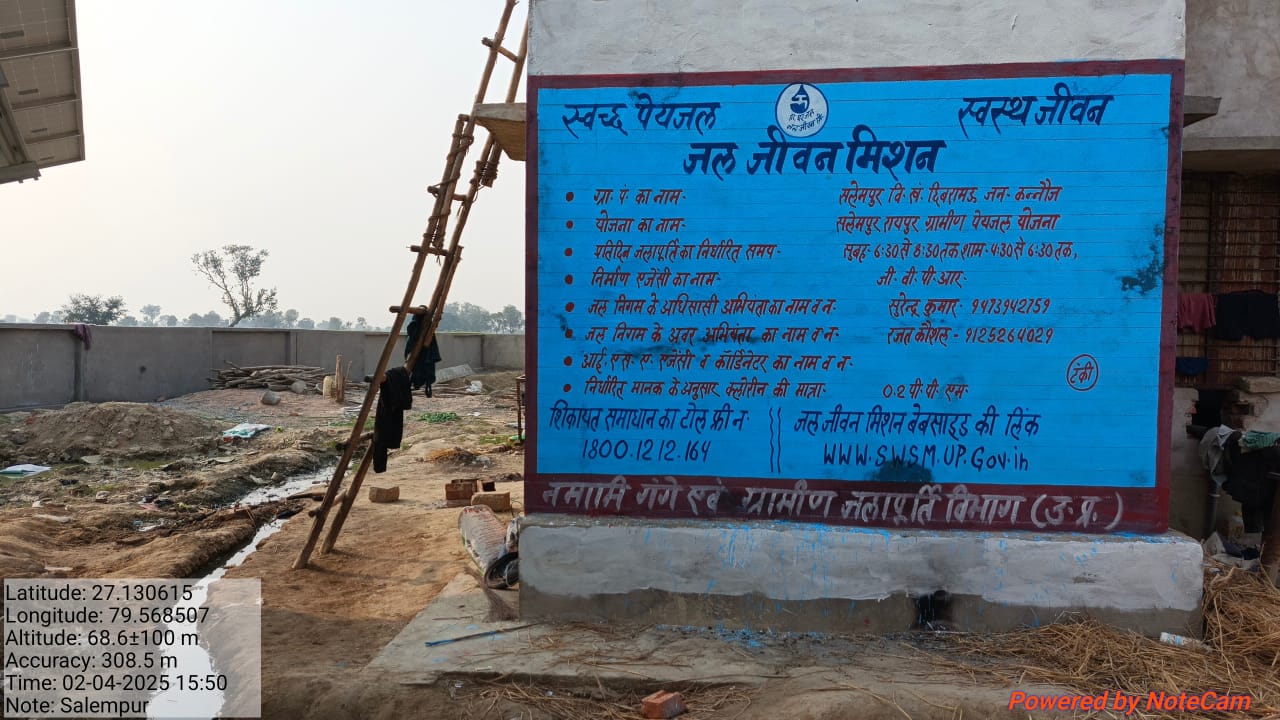 स्वच्छ पेयजल स्वस्थ जीवन
जल जीवन मिशन
• ग्रा. पं. का नाम- सलेमपुर वि. खं. हिबरामऊ जन. कन्नौज
• योजना का नाम- सलेमपुर रायपुर ग्रामीण पेयजल योजना
• प्रतिदिन जलापूर्ति का निर्धारित समय- सुबह 6:30 से 8:30 तक शाम- 4:30 से 6:30 तक,
• निर्माण एजेंसी का नाम- जी. वी. पी. आर.
• जल निगम के अधिसासी अभियंता का नाम व न- सुरेन्द्र कुमार- 9473942759
• जल निगम के अवर अभियंता का नाम व न- रजत कौशल- 9125264029
• आई. एस. ए. एजेंसी व कॉर्डिनेटर का नाम व न-
• निर्धारित मानक के अनुसार क्लोरीन की मात्रा- 0.2 पी. पी. एम.
टंकी
शिकायत समाधान का टोल फ्री न. जल जीवन मिशन बेबसाइड की लिंक
1800.1212.164 WWW.SWSM.UP.Gov.in
नमामि गंगे एवं ग्रामीण जलापूर्ति विभाग (उ. प्र.)
Latitude: 27.130615
Longitude: 79.568507
Altitude: 68.6±100 m
Accuracy: 308.5 m
Time: 02-04-2025 15:50
Note: Salempur
Powered by NoteCam